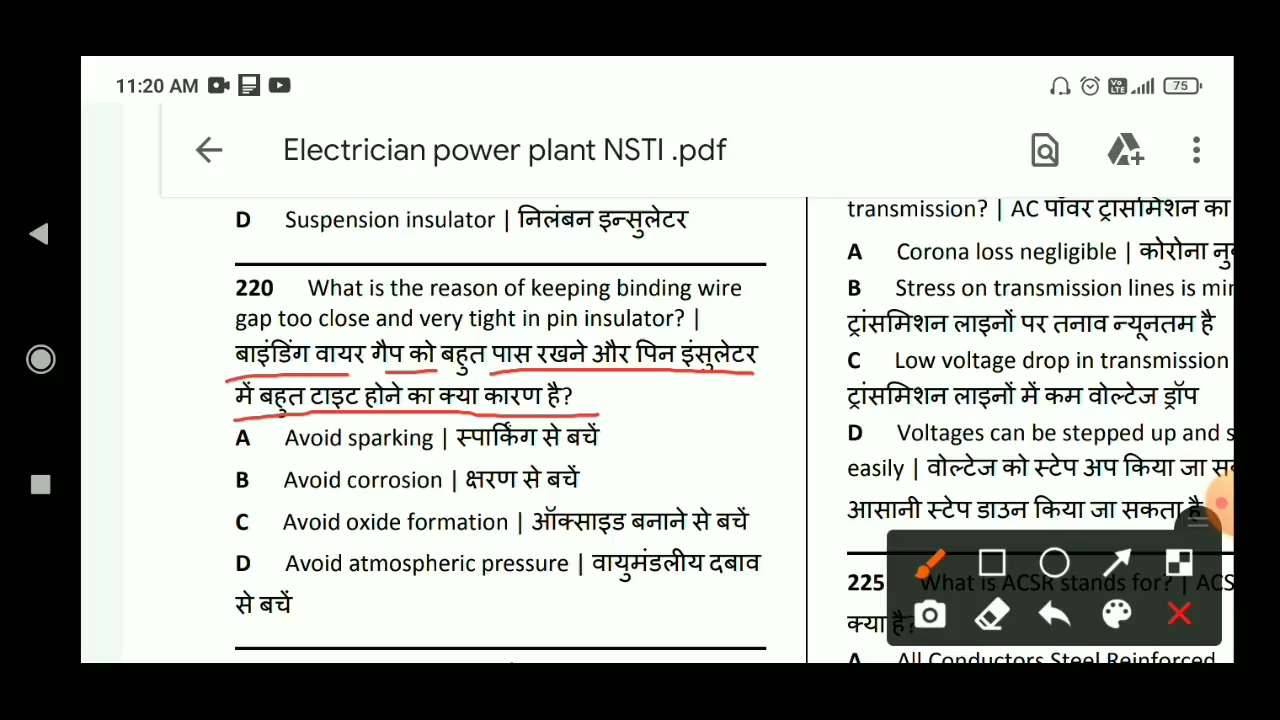 11:20 AM
Vo LTE
75
Electrician power plant NSTI .pdf
D Suspension insulator | निलंबन इन्सुलेटर
220 What is the reason of keeping binding wire
gap too close and very tight in pin insulator? |
बाइंडिंग वायर गैप को बहुत पास रखने और पिन इंसुलेटर
में बहुत टाइट होने का क्या कारण है?
A Avoid sparking | स्पार्किंग से बचें
B Avoid corrosion | क्षरण से बचें
C Avoid oxide formation | ऑक्साइड बनाने से बचें
D Avoid atmospheric pressure | वायुमंडलीय दबाव
से बचें
transmission? | AC पॉवर ट्रांसमिशन का
A Corona loss negligible | कोरोना
B Stress on transmission lines is
ट्रांसमिशन लाइनों पर तनाव न्यूनतम है
C Low voltage drop in transmission
ट्रांसमिशन लाइनों में कम वोल्टेज ड्रॉप
D Voltages can be stepped up and
easily | वोल्टेज को स्टेप अप किया जा
आसानी स्टेप डाउन किया जा सकता है
225 What is ACSR stands for? |
क्या है?
A All Conductors Steel Reinforced